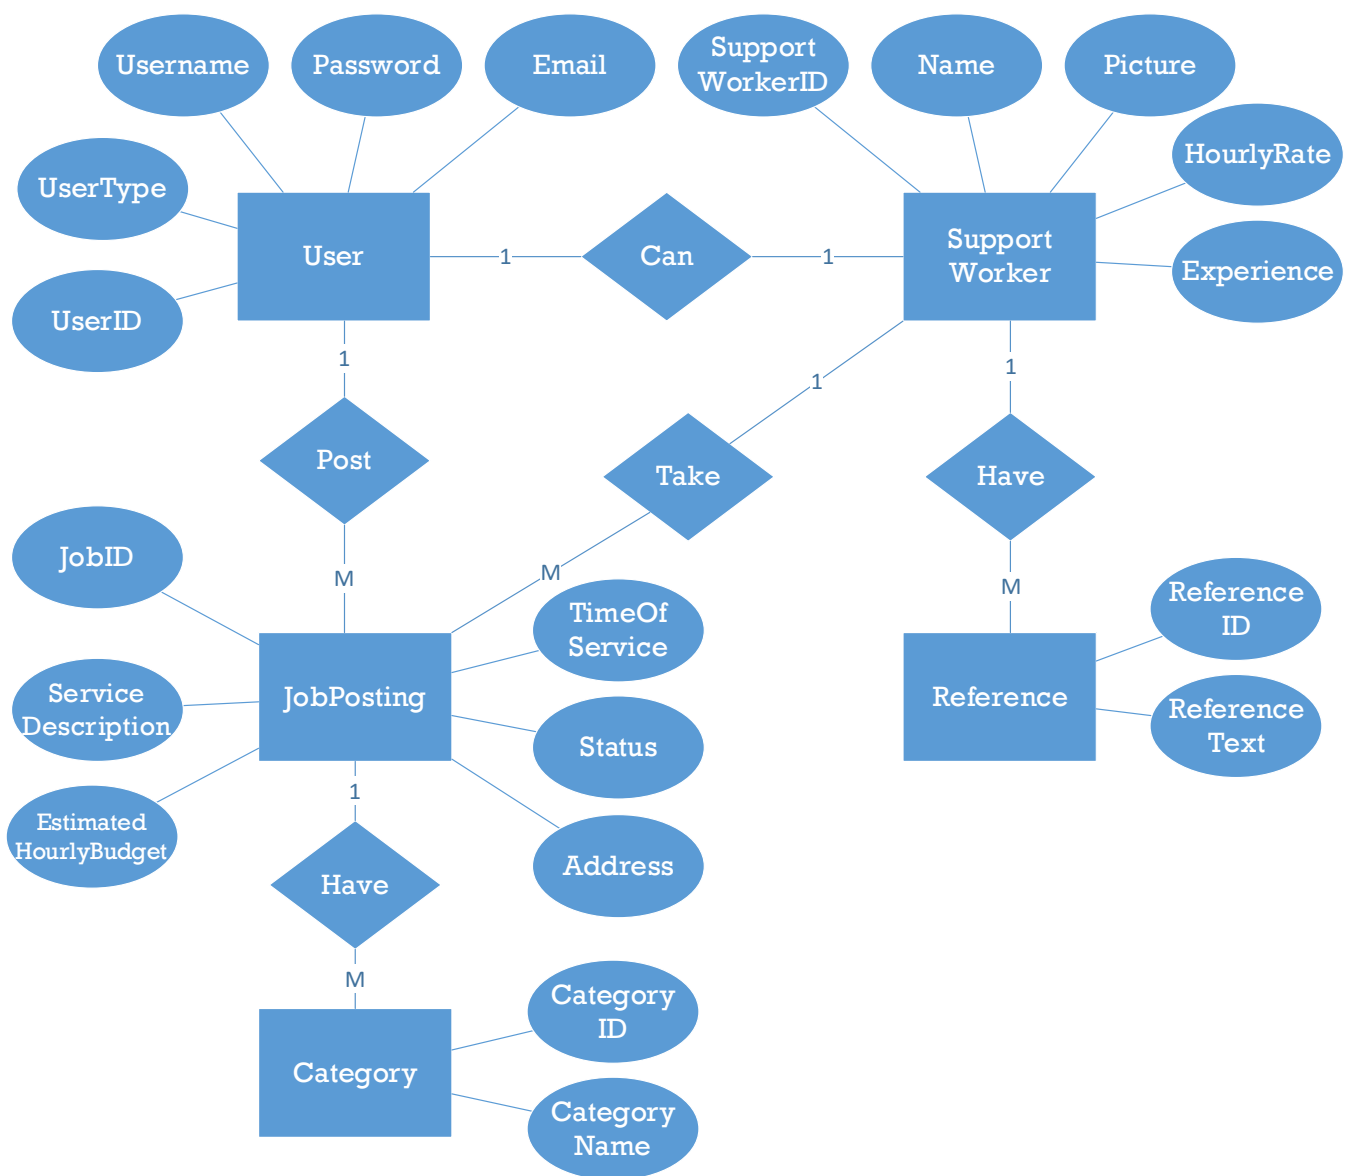 Username
Password
Email
Support
WorkerID
Name
Picture
UserType
HourlyRate
User
1
Can
1
Support
Worker
UserID
Experience
1
1
1
Post
Take
Have
JobID
M
M
M
TimeOf
Service
Reference
ID
Service
Description
JobPosting
Status
Reference
Reference
Text
Estimated
HourlyBudget
1
Address
Have
M
Category
ID
Category
Category
Name